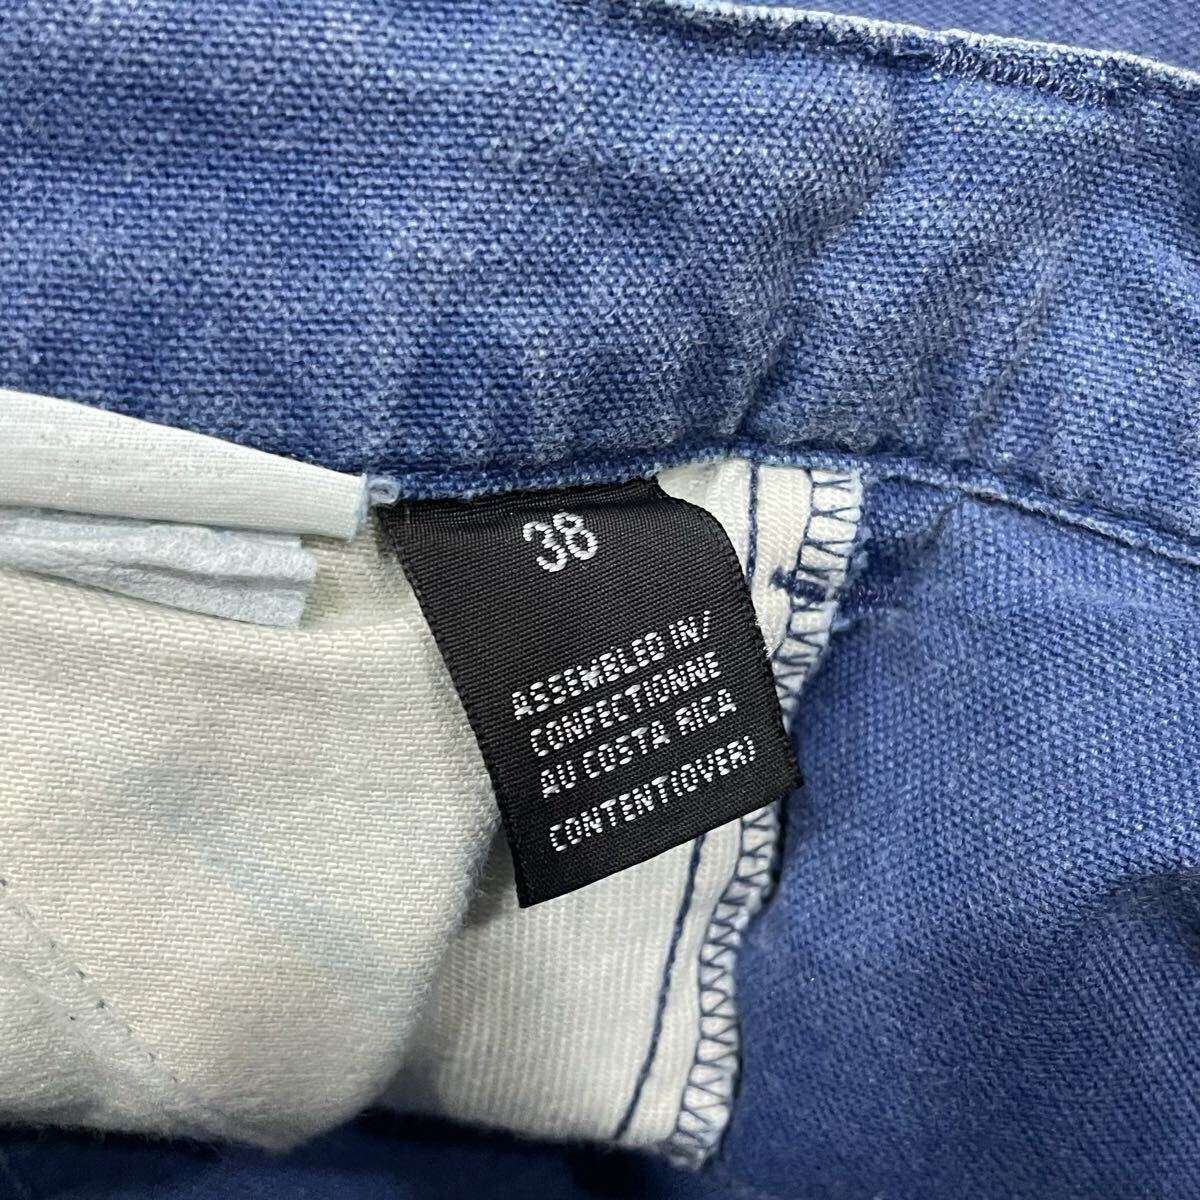 38
ASSEMBLED IN/
CONFECTIONNE
AU COSTA RICA
CONTENT(OVER)